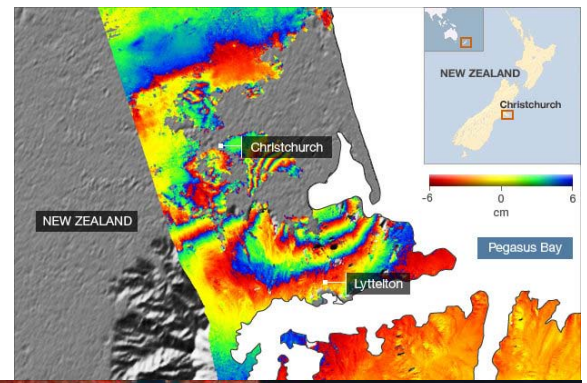 NEW ZEALAND
Christchurch
Christchurch
-6 0 6
cm
NEW ZEALAND
Pegasus Bay
Lyttelton